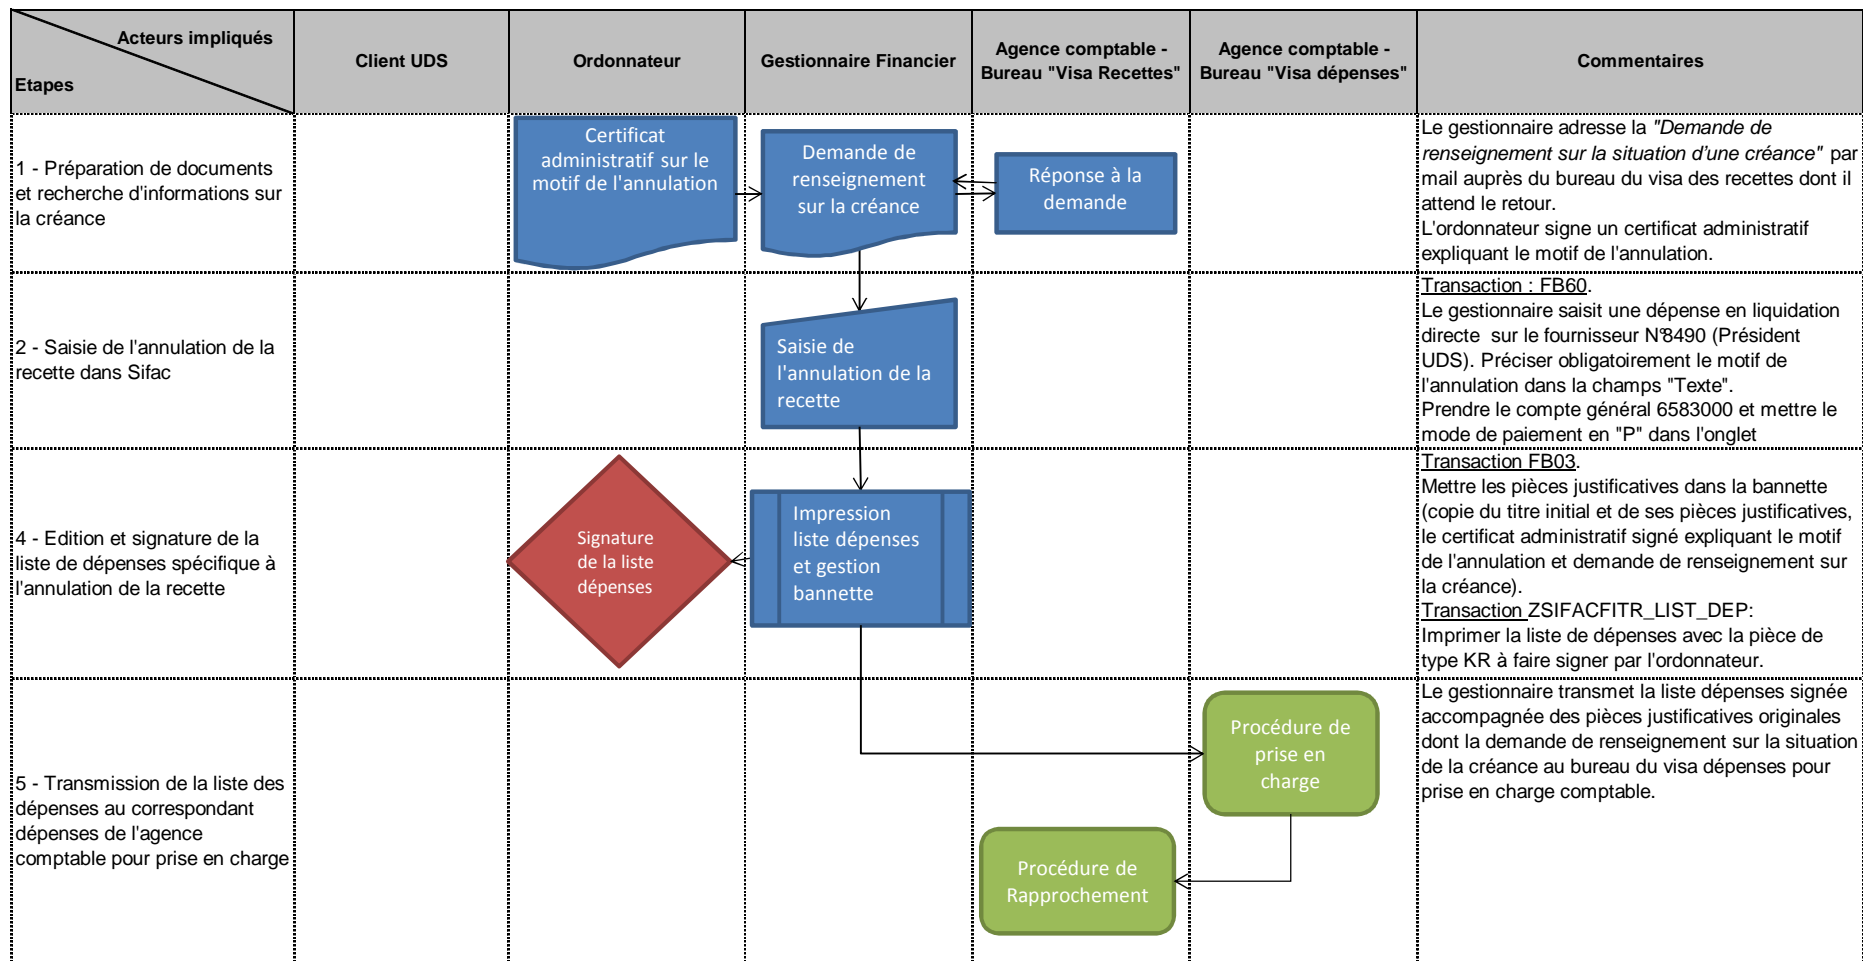 Acteurs impliqués
Etapes
Client UDS
Ordonnateur
Gestionnaire Financier
Agence comptable -
Bureau "Visa Recettes"
Agence comptable -
Bureau "Visa dépenses"
Commentaires
1 - Préparation de documents
et recherche d'informations sur
la créance
Certificat
administratif sur le
motif de l'annulation
Demande de
renseignement
sur la créance
Réponse à la
demande
Le gestionnaire adresse la "Demande de
renseignement sur la situation d'une créance" par
mail auprès du bureau du visa des recettes dont il
attend le retour.
L'ordonnateur signe un certificat administratif
expliquant le motif de l'annulation.
2 - Saisie de l'annulation de la
recette dans Sifac
Saisie de
l'annulation de la
recette
Transaction : FB60.
Le gestionnaire saisit une dépense en liquidation
directe  sur le fournisseur N°8490 (Président
UDS). Préciser obligatoirement le motif de
l'annulation dans la champs "Texte".
Prendre le compte général 6583000 et mettre le
mode de paiement en "P" dans l'onglet
4 - Edition et signature de la
liste de dépenses spécifique à
l'annulation de la recette
Signature
de la liste
dépenses
Impression
liste dépenses
et gestion
bannette
Transaction FB03.
Mettre les pièces justificatives dans la bannette
(copie du titre initial et de ses pièces justificatives,
le certificat administratif signé expliquant le motif
de l'annulation et demande de renseignement sur
la créance).
Transaction ZSIFACFITR_LIST_DEP:
Imprimer la liste de dépenses avec la pièce de
type KR à faire signer par l'ordonnateur.
5 - Transmission de la liste des
dépenses au correspondant
dépenses de l'agence
comptable pour prise en charge
Procédure de
prise en
charge
Procédure de
Rapprochement
Le gestionnaire transmet la liste dépenses signée
accompagnée des pièces justificatives originales
dont la demande de renseignement sur la situation
de la créance au bureau du visa dépenses pour
prise en charge comptable.